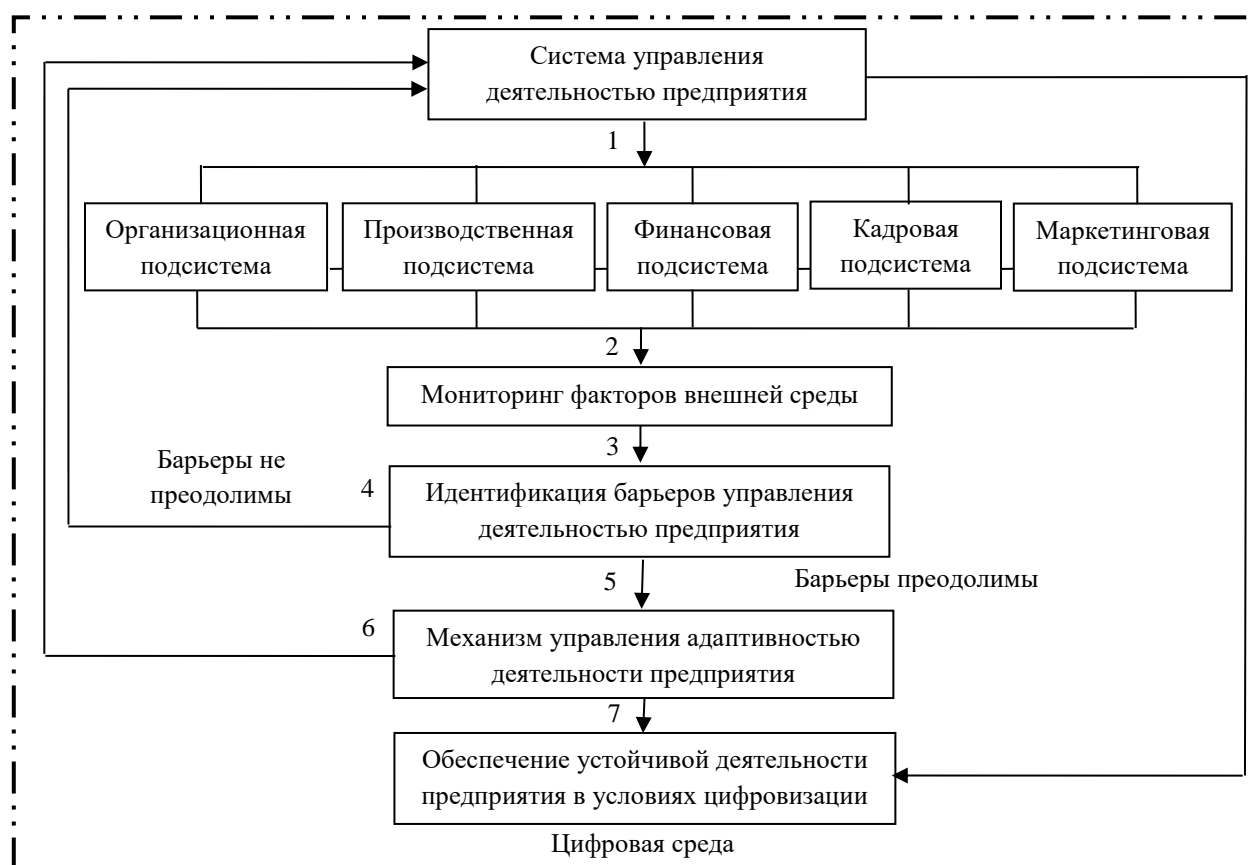 Система управления
деятельностью предприятия
1
Организационная
подсистема
Производственная
подсистема
Финансовая
подсистема
Кадровая
подсистема
Маркетинговая
подсистема
2
Мониторинг факторов внешней среды
3
Барьеры не
преодолимы
4
Идентификация барьеров управления
деятельностью предприятия
5
Барьеры преодолимы
6
Механизм управления адаптивностью
деятельности предприятия
7
Обеспечение устойчивой деятельности
предприятия в условиях цифровизации
Цифровая среда